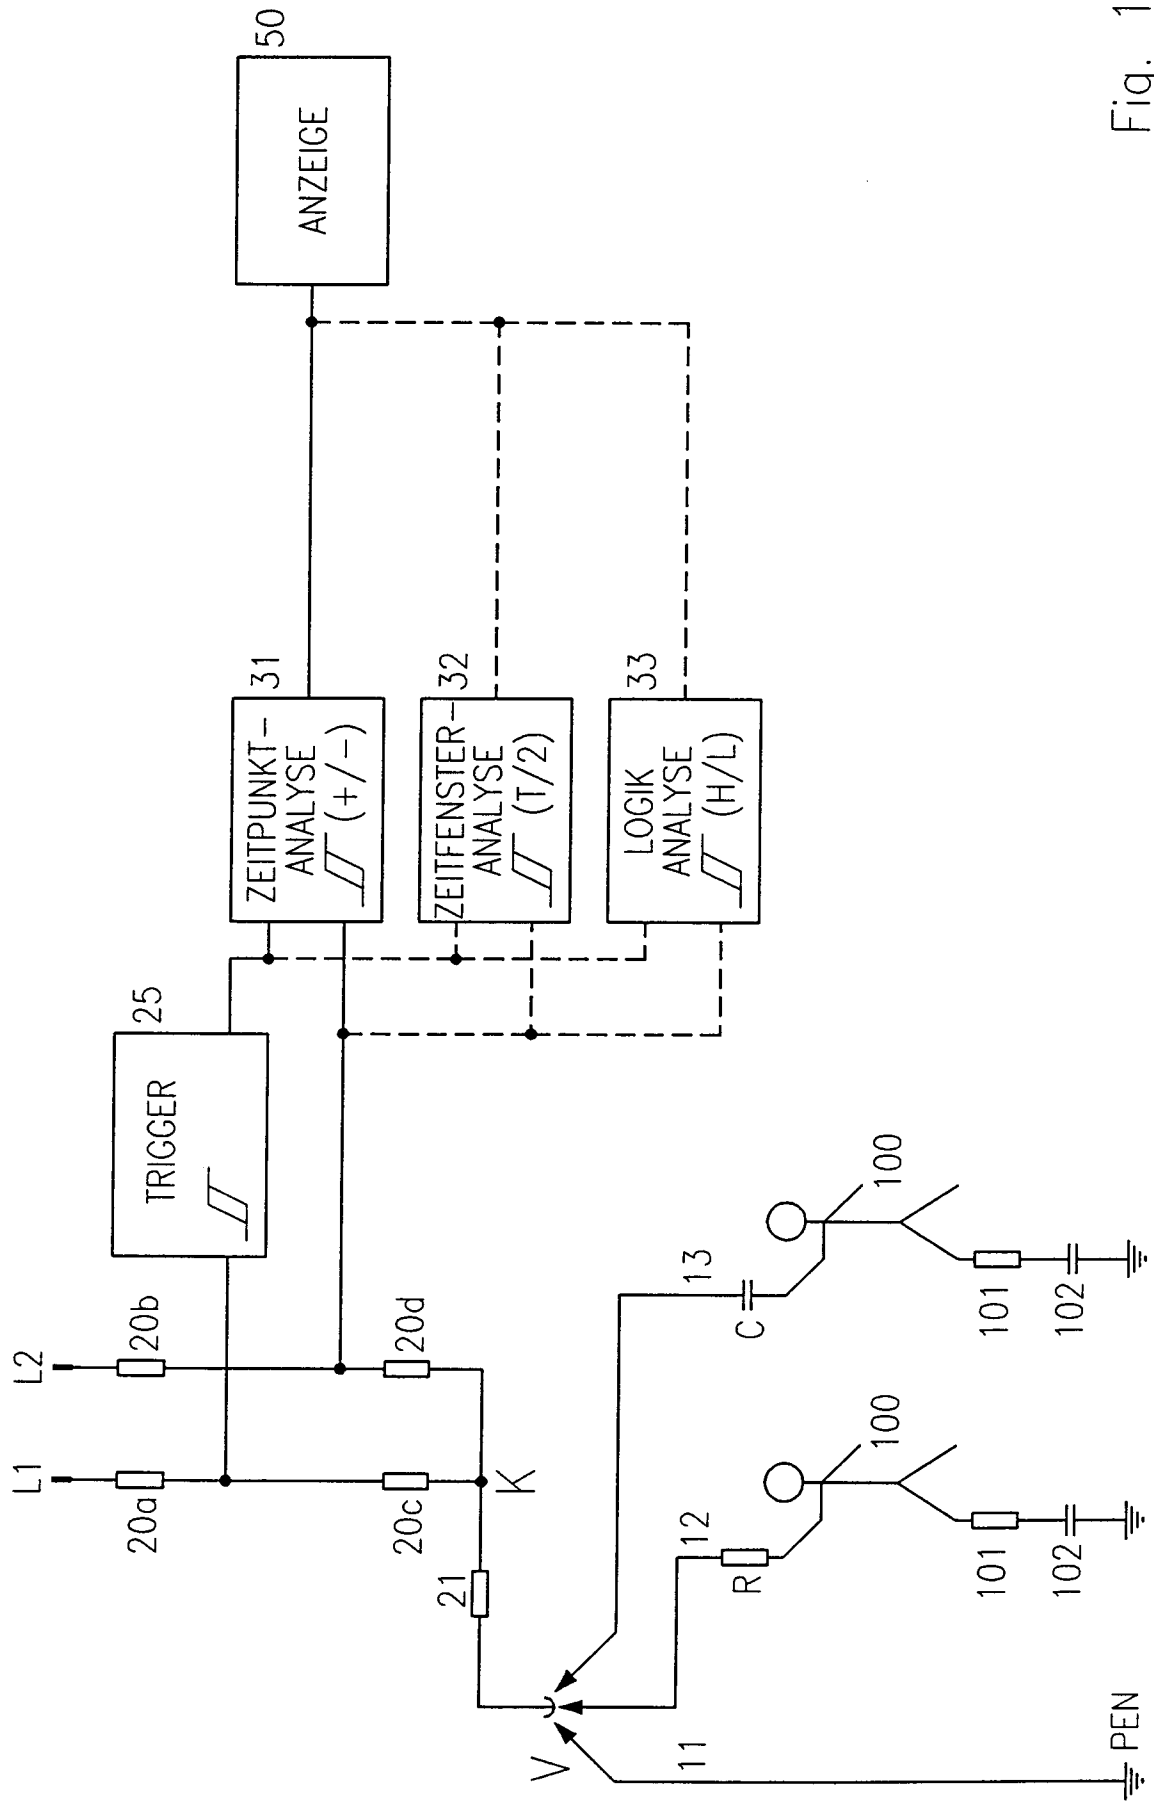 L1
L2
20a
20b
20c
20d
21
K
V
TRIGGER
25
ZEITPUNKT-
ANALYSE
(+/-)
31
ZEITFENSTER-
ANALYSE
(T/2)
32
LOGIK
ANALYSE
(H/L)
33
ANZEIGE
50
11
PEN
12
R
100
101
102
13
C
100
101
102
Fig. 1